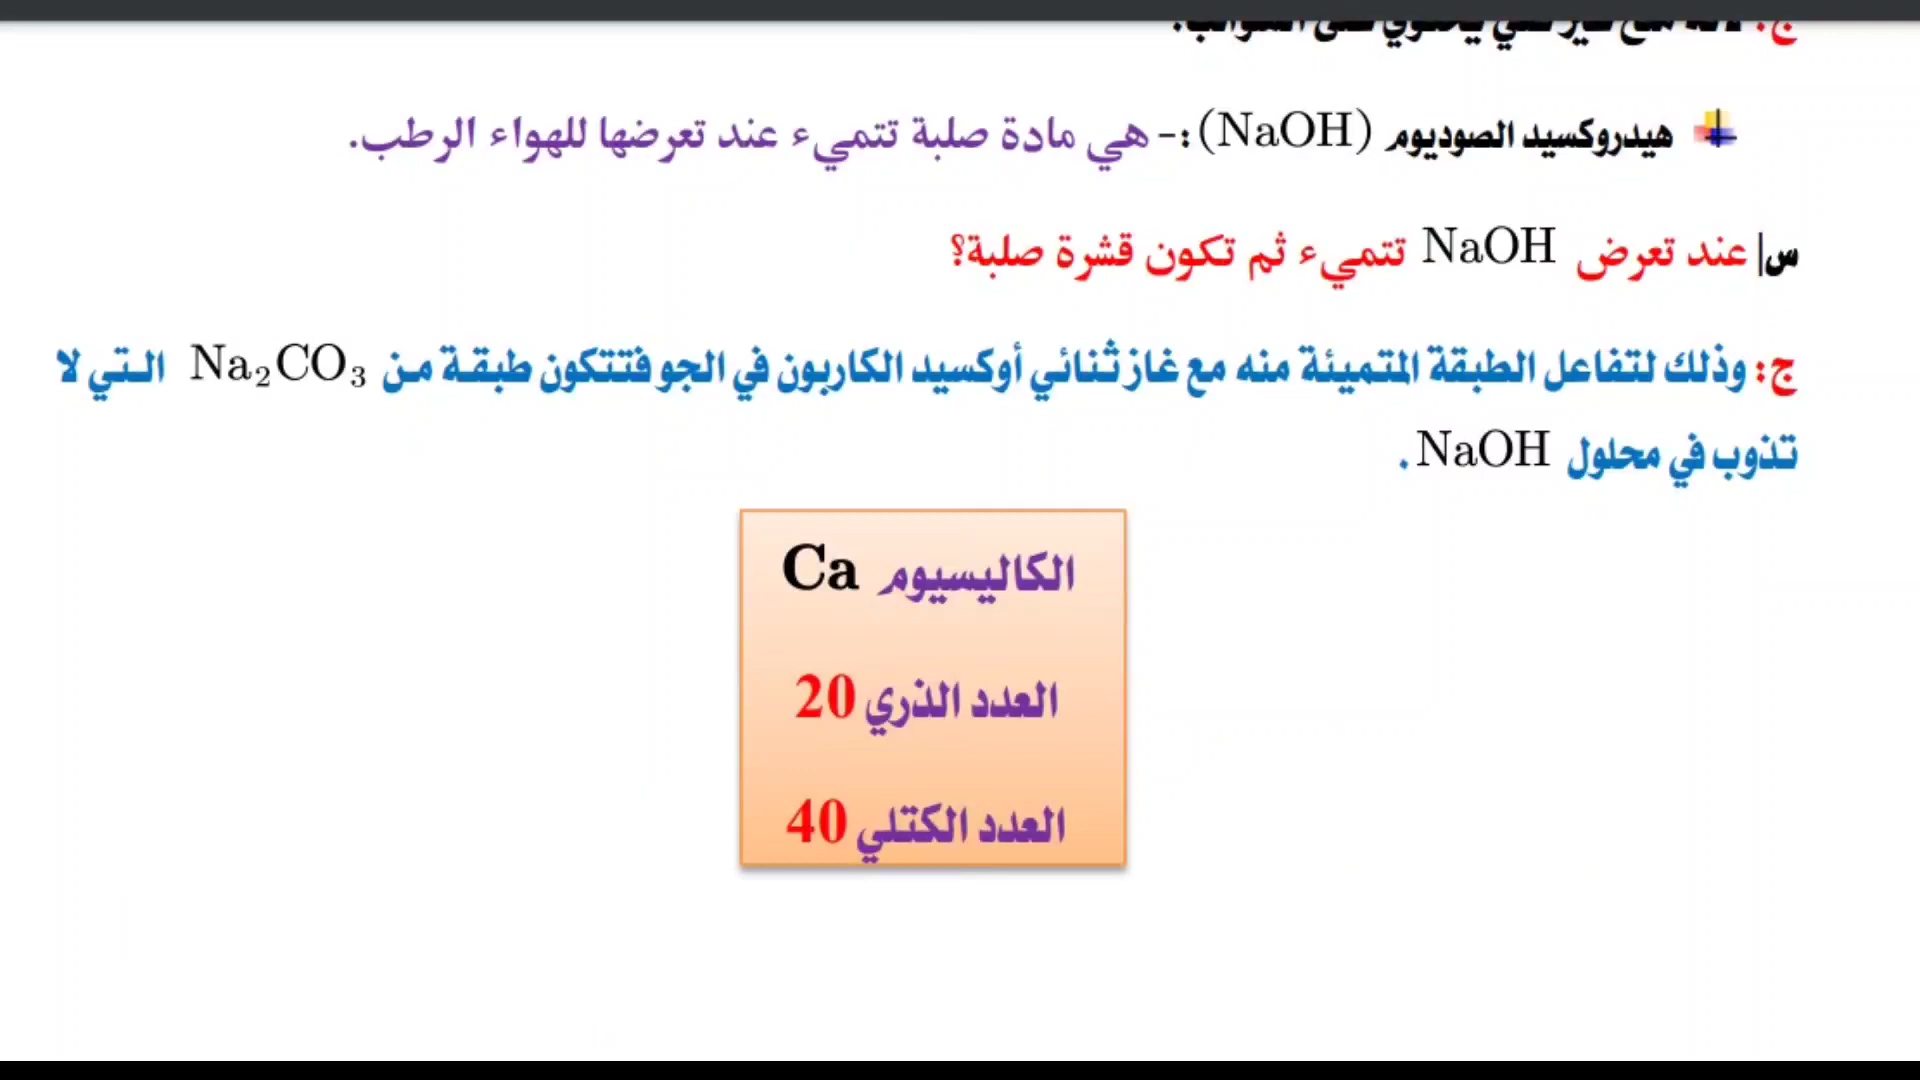 هيدروكسيد الصوديوم (NaOH) :- هي مادة صلبة تتميء عند تعرضها للهواء الرطب.
س| عند تعرض NaOH تتميء ثم تكون قشرة صلبة؟
ج: وذلك لتفاعل الطبقة المتميئة منه مع غاز ثنائي أوكسيد الكاربون في الجو فتتكون طبقة من Na₂CO₃ التي لا
تذوب في محلول NaOH .
الكاليسيوم Ca
العدد الذري 20
العدد الكتلي 40